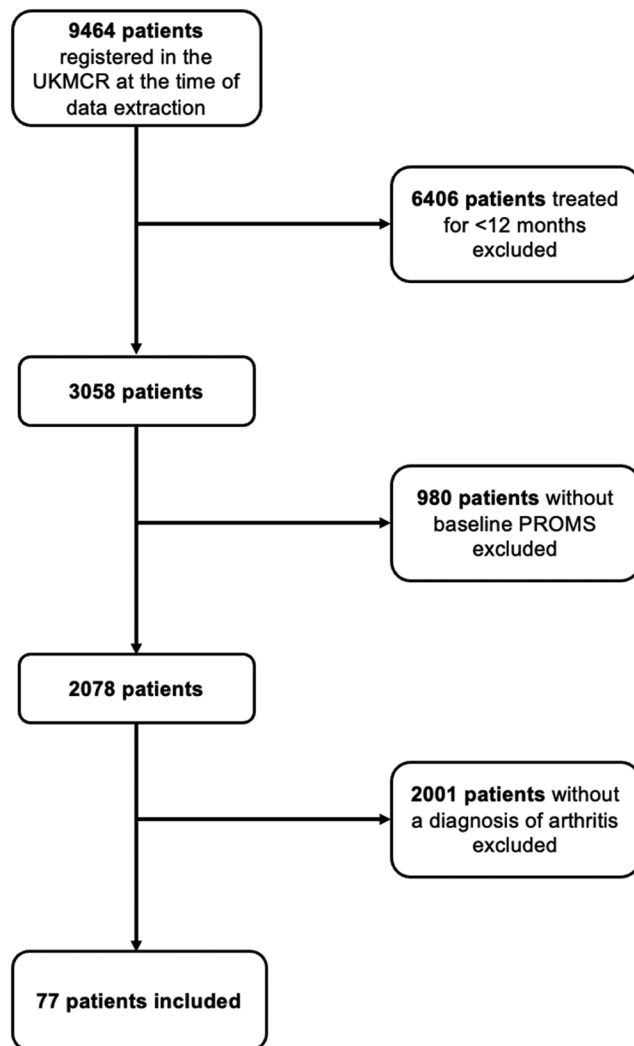 9464 patients
registered in the
UKMCR at the time of
data extraction
6406 patients treated
for <12 months
excluded
3058 patients
980 patients without
baseline PROMS
excluded
2078 patients
2001 patients without
a diagnosis of arthritis
excluded
77 patients included